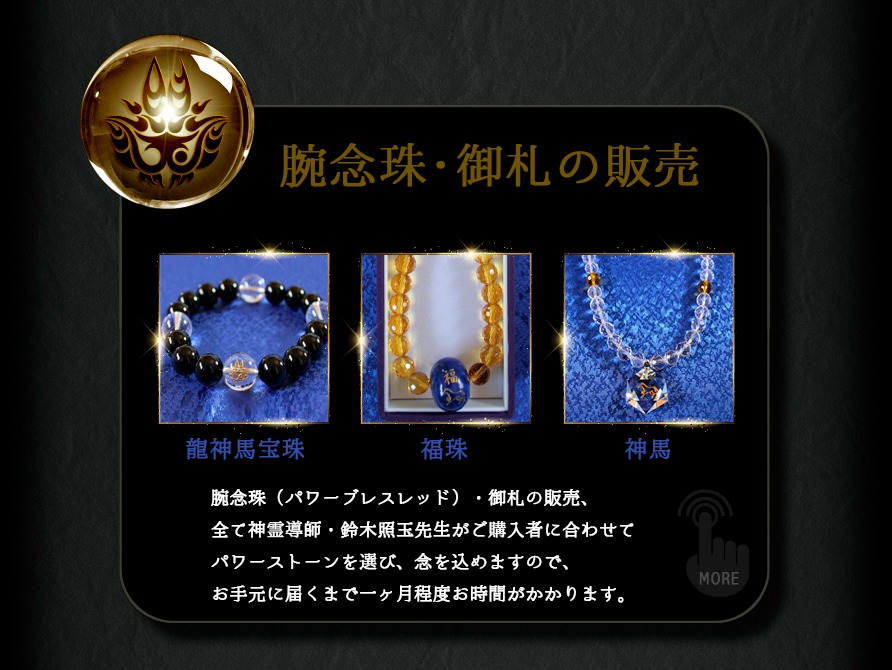 腕念珠･御札の販売
福
龍神馬宝珠
福珠
神馬
腕念珠（パワーブレスレッド）・御札の販売、
全て神霊導師・鈴木照玉先生がご購入者に合わせて
パワーストーンを選び、念を込めますので、
お手元に届くまで一ヶ月程度お時間がかかります。
MORE